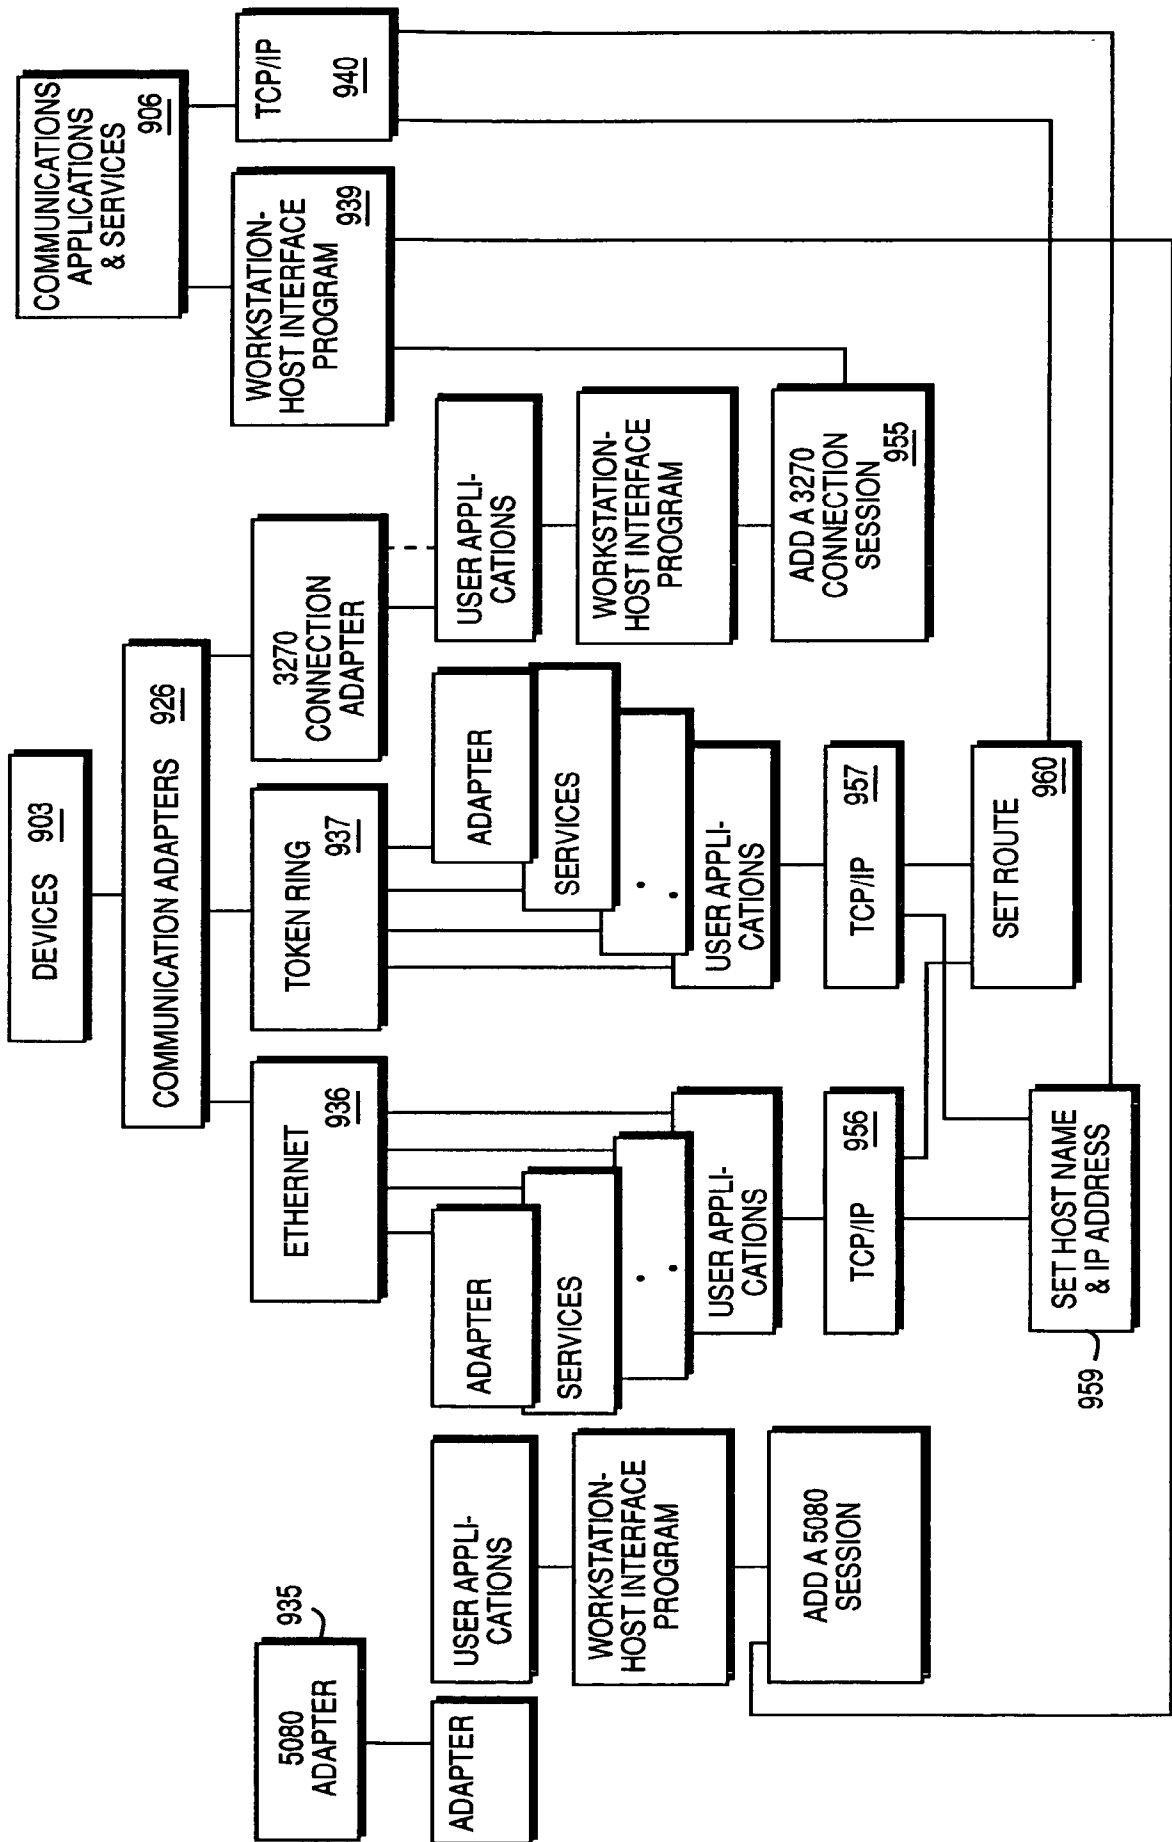 COMMUNICATIONS
APPLICATIONS
& SERVICES
906
DEVICES 903
COMMUNICATION ADAPTERS 926
TCP/IP
940
WORKSTATION-
HOST INTERFACE
PROGRAM
939
5080
ADAPTER
935
ETHERNET
936
TOKEN RING
937
3270
CONNECTION
ADAPTER
ADAPTER
USER APPLI-
CATIONS
ADAPTER
SERVICES
USER APPLI-
CATIONS
ADAPTER
SERVICES
USER APPLI-
CATIONS
USER APPLI-
CATIONS
WORKSTATION-
HOST INTERFACE
PROGRAM
WORKSTATION-
HOST INTERFACE
PROGRAM
ADD A 5080
SESSION
TCP/IP 956
TCP/IP 957
ADD A 3270
CONNECTION
SESSION
955
SET ROUTE
960
SET HOST NAME
& IP ADDRESS
959